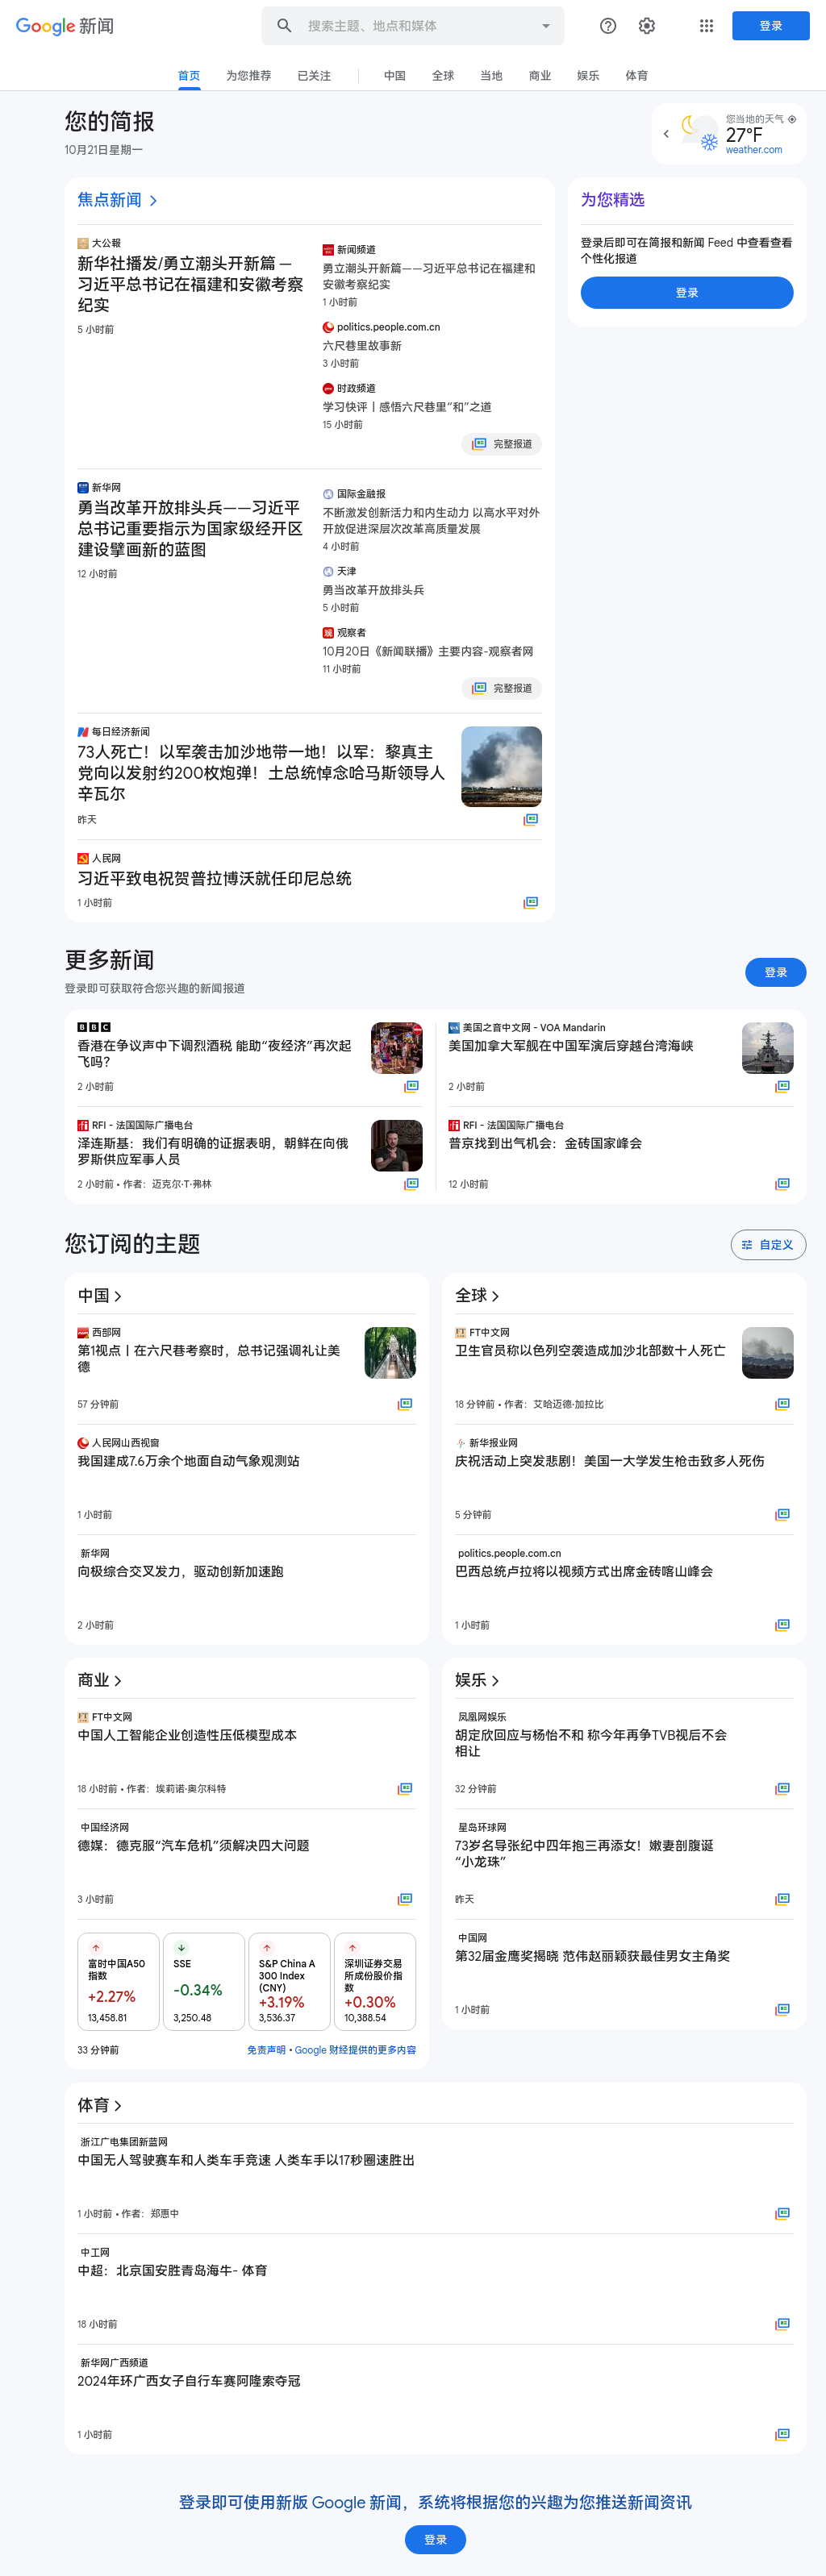 Google 新闻
搜索主题、地点和媒体
登录
首页
为您推荐
已关注
中国
全球
当地
商业
娱乐
体育
您的简报
10月21日星期一
您当地的天气
27°F
weather.com
焦点新闻
大公報
新华社播发/勇立潮头开新篇 —
习近平总书记在福建和安徽考察
纪实
5 小时前
新闻频道
勇立潮头开新篇——习近平总书记在福建和
安徽考察纪实
1 小时前
politics.people.com.cn
六尺巷里故事新
3 小时前
时政频道
学习快评丨感悟六尺巷里“和”之道
15 小时前
完整报道
为您精选
登录后即可在简报和新闻 Feed 中查看查看
个性化报道
登录
新华网
勇当改革开放排头兵——习近平
总书记重要指示为国家级经开区
建设擘画新的蓝图
12 小时前
国际金融报
不断激发创新活力和内生动力 以高水平对外
开放促进深层次改革高质量发展
4 小时前
天津
勇当改革开放排头兵
5 小时前
观察者
10月20日《新闻联播》主要内容-观察者网
11 小时前
完整报道
每日经济新闻
73人死亡！以军袭击加沙地带一地！以军：黎真主
党向以发射约200枚炮弹！土总统悼念哈马斯领导人
辛瓦尔
昨天
人民网
习近平致电祝贺普拉博沃就任印尼总统
1 小时前
更多新闻
登录即可获取符合您兴趣的新闻报道
登录
BBC
香港在争议声中下调烈酒税 能助“夜经济”再次起
飞吗？
2 小时前
美国之音中文网 - VOA Mandarin
美国加拿大军舰在中国军演后穿越台湾海峡
2 小时前
RFI - 法国国际广播电台
泽连斯基：我们有明确的证据表明，朝鲜在向俄
罗斯供应军事人员
2 小时前 • 作者：迈克尔·T·弗林
RFI - 法国国际广播电台
普京找到出气机会：金砖国家峰会
12 小时前
您订阅的主题
自定义
中国
西部网
第1视点丨在六尺巷考察时，总书记强调礼让美
德
57 分钟前
人民网山西视窗
我国建成7.6万余个地面自动气象观测站
1 小时前
新华网
向极综合交叉发力，驱动创新加速跑
2 小时前
全球
FT中文网
卫生官员称以色列空袭造成加沙北部数十人死亡
18 分钟前 • 作者：艾哈迈德·加拉比
新华报业网
庆祝活动上突发悲剧！美国一大学发生枪击致多人死伤
5 分钟前
politics.people.com.cn
巴西总统卢拉将以视频方式出席金砖喀山峰会
1 小时前
商业
FT中文网
中国人工智能企业创造性压低模型成本
18 小时前 • 作者：埃莉诺·奥尔科特
中国经济网
德媒：德克服“汽车危机”须解决四大问题
3 小时前
富时中国A50
指数
+2.27%
13,458.81
SSE
-0.34%
3,250.48
S&P China A
300 Index
(CNY)
+3.19%
3,536.37
深圳证券交易
所成份股价指
数
+0.30%
10,388.54
33 分钟前
免责声明 • Google 财经提供的更多内容
娱乐
凤凰网娱乐
胡定欣回应与杨怡不和 称今年再争TVB视后不会
相让
32 分钟前
星岛环球网
73岁名导张纪中四年抱三再添女！嫩妻剖腹诞
“小龙珠”
昨天
中国网
第32届金鹰奖揭晓 范伟赵丽颖获最佳男女主角奖
1 小时前
体育
浙江广电集团新蓝网
中国无人驾驶赛车和人类车手竞速 人类车手以17秒圈速胜出
1 小时前 • 作者：郑惠中
中工网
中超：北京国安胜青岛海牛- 体育
18 小时前
新华网广西频道
2024年环广西女子自行车赛阿隆索夺冠
1 小时前
登录即可使用新版 Google 新闻，系统将根据您的兴趣为您推送新闻资讯
登录